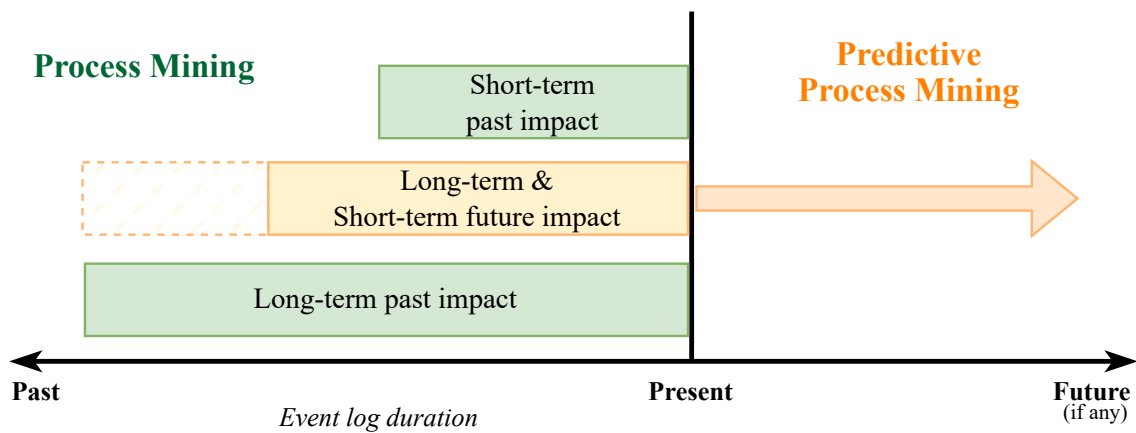 Process Mining
Predictive
Process Mining
Short-term
past impact
Long-term &
Short-term future impact
Long-term past impact
Past
Present
Future
(if any)
Event log duration